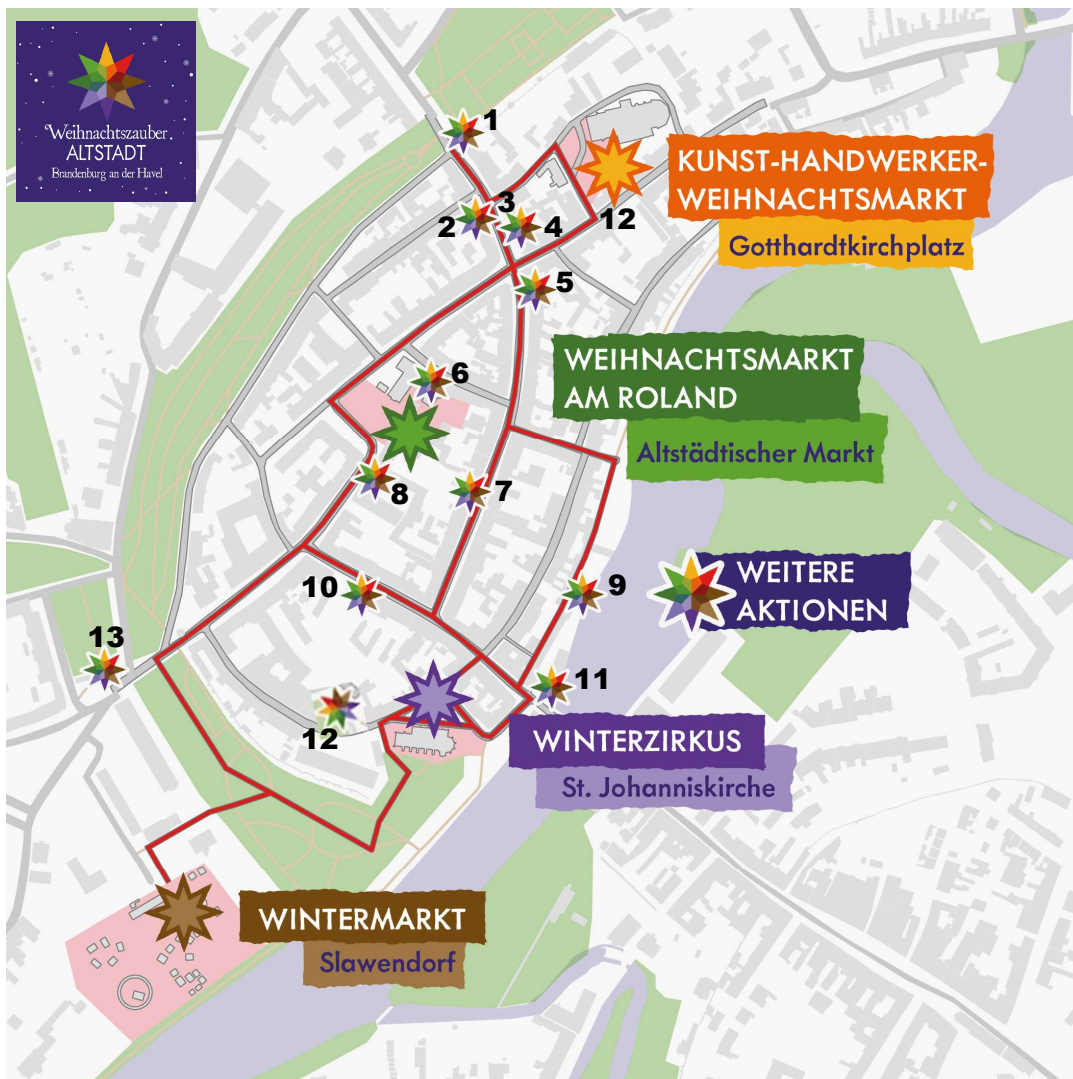 Weihnachtszauber
ALTSTADT
Brandenburg an der Havel
1
KUNST-HANDWERKER-
WEIHNACHTSMARKT
Gotthardtkirchplatz
2
3
4
12
5
WEIHNACHTSMARKT
AM ROLAND
Altstädtischer Markt
6
8
7
10
9
WEITERE
AKTIONEN
13
11
12
WINTERZIRKUS
St. Johanniskirche
WINTERMARKT
Slawendorf